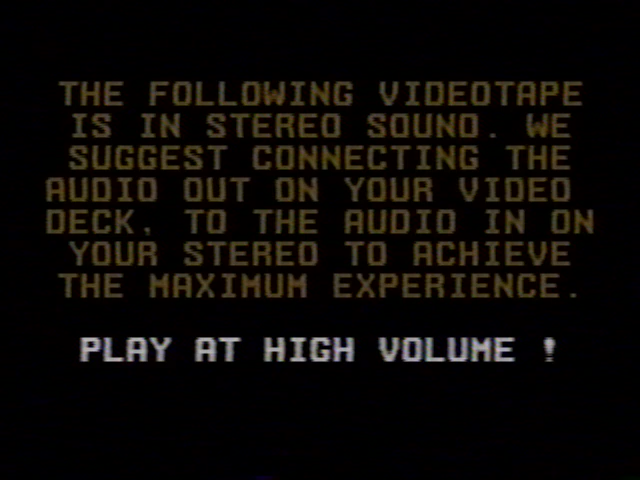 THE FOLLOWING VIDEOTAPE
IS IN STEREO SOUND. WE
SUGGEST CONNECTING THE
AUDIO OUT ON YOUR VIDEO
DECK, TO THE AUDIO IN ON
YOUR STEREO TO ACHIEVE
THE MAXIMUM EXPERIENCE.
PLAY AT HIGH VOLUME !